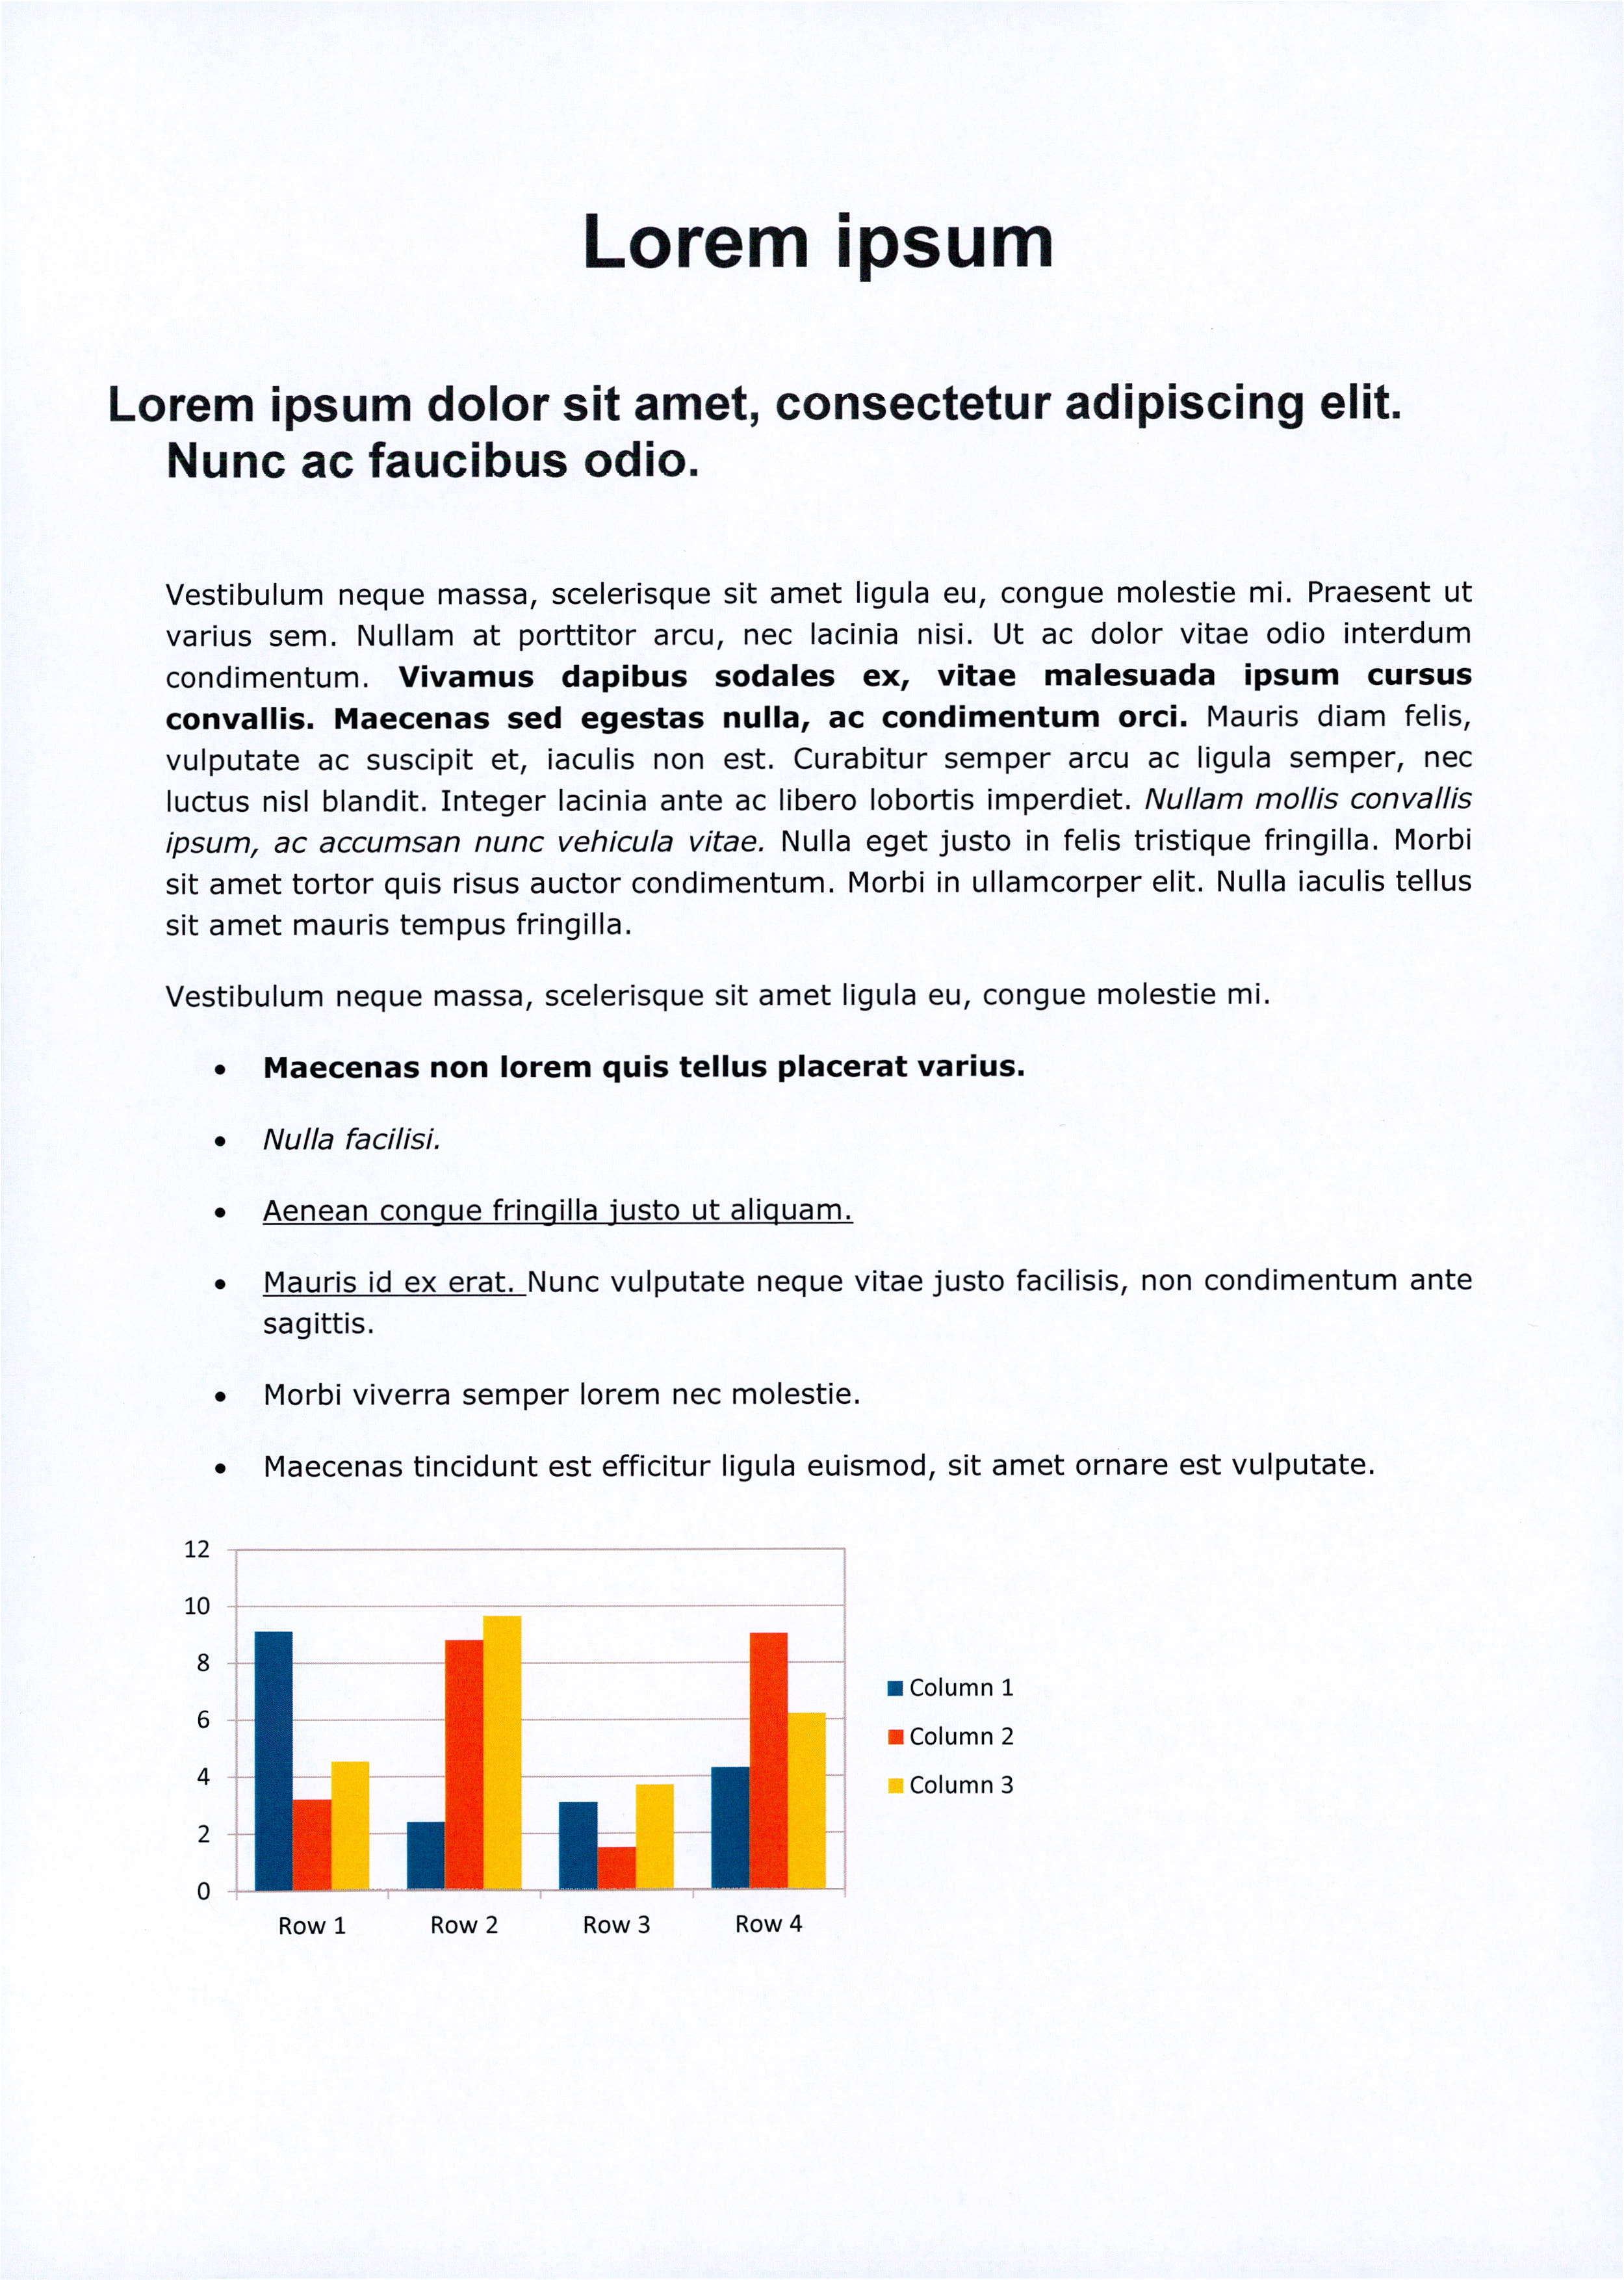 Lorem ipsum
Lorem ipsum dolor sit amet, consectetur adipiscing elit.
Nunc ac faucibus odio.
Vestibulum neque massa, scelerisque sit amet ligula eu, congue molestie mi. Praesent ut
varius sem. Nullam at porttitor arcu, nec lacinia nisi. Ut ac dolor vitae odio interdum
condimentum. Vivamus dapibus sodales ex, vitae malesuada ipsum cursus
convallis. Maecenas sed egestas nulla, ac condimentum orci. Mauris diam felis,
vulputate ac suscipit et, iaculis non est. Curabitur semper arcu ac ligula semper, nec
luctus nisl blandit. Integer lacinia ante ac libero lobortis imperdiet. Nullam mollis convallis
ipsum, ac accumsan nunc vehicula vitae. Nulla eget justo in felis tristique fringilla. Morbi
sit amet tortor quis risus auctor condimentum. Morbi in ullamcorper elit. Nulla iaculis tellus
sit amet mauris tempus fringilla.
Vestibulum neque massa, scelerisque sit amet ligula eu, congue molestie mi.
• Maecenas non lorem quis tellus placerat varius.
• Nulla facilisi.
• Aenean congue fringilla justo ut aliquam.
• Mauris id ex erat. Nunc vulputate neque vitae justo facilisis, non condimentum ante
sagittis.
• Morbi viverra semper lorem nec molestie.
• Maecenas tincidunt est efficitur ligula euismod, sit amet ornare est vulputate.
12
10
8
6
4
2
0
Row 1 Row 2 Row 3 Row 4
Column 1
Column 2
Column 3